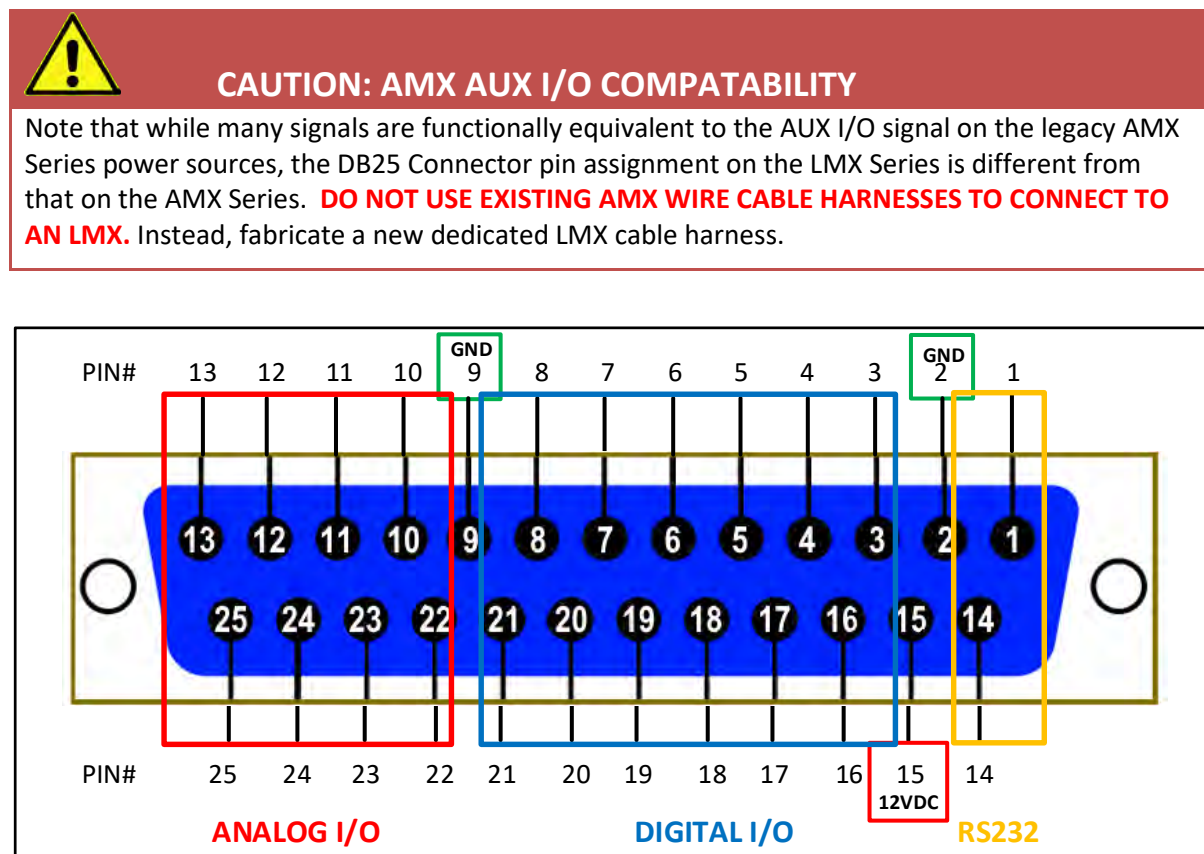 CAUTION: AMX AUX I/O COMPATABILITY
Note that while many signals are functionally equivalent to the AUX I/O signal on the legacy AMX
Series power sources, the DB25 Connector pin assignment on the LMX Series is different from
that on the AMX Series. DO NOT USE EXISTING AMX WIRE CABLE HARNESSES TO CONNECT TO
AN LMX. Instead, fabricate a new dedicated LMX cable harness.
GND GND
PIN# 13 12 11 10 9 8 7 6 5 4 3 2 1
13 12 11 10 9 8 7 6 5 4 3 2 1
25 24 23 22 21 20 19 18 17 16 15 14
PIN# 25 24 23 22 21 20 19 18 17 16 15 14
12VDC
ANALOG I/O DIGITAL I/O RS232